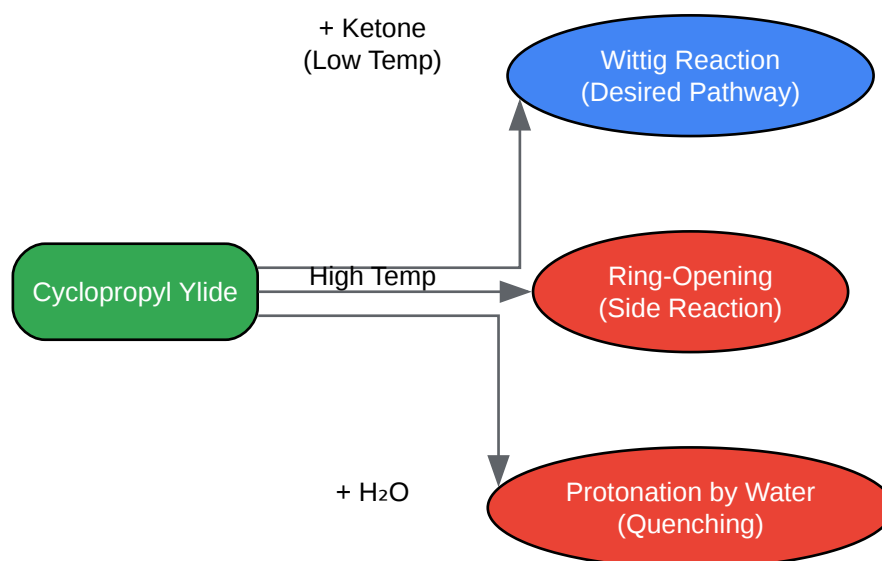 + Ketone
(Low Temp)
Wittig Reaction
(Desired Pathway)
Cyclopropyl Ylide
High Temp
Ring-Opening
(Side Reaction)
+ H₂O
Protonation by Water
(Quenching)